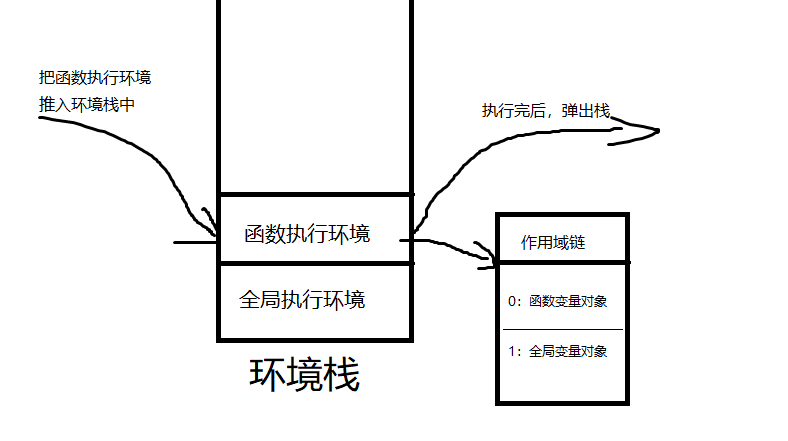 把函数执行环境
推入环境栈中
执行完后，弹出栈
函数执行环境
作用域链
全局执行环境
0：函数变量对象
1：全局变量对象
环境栈